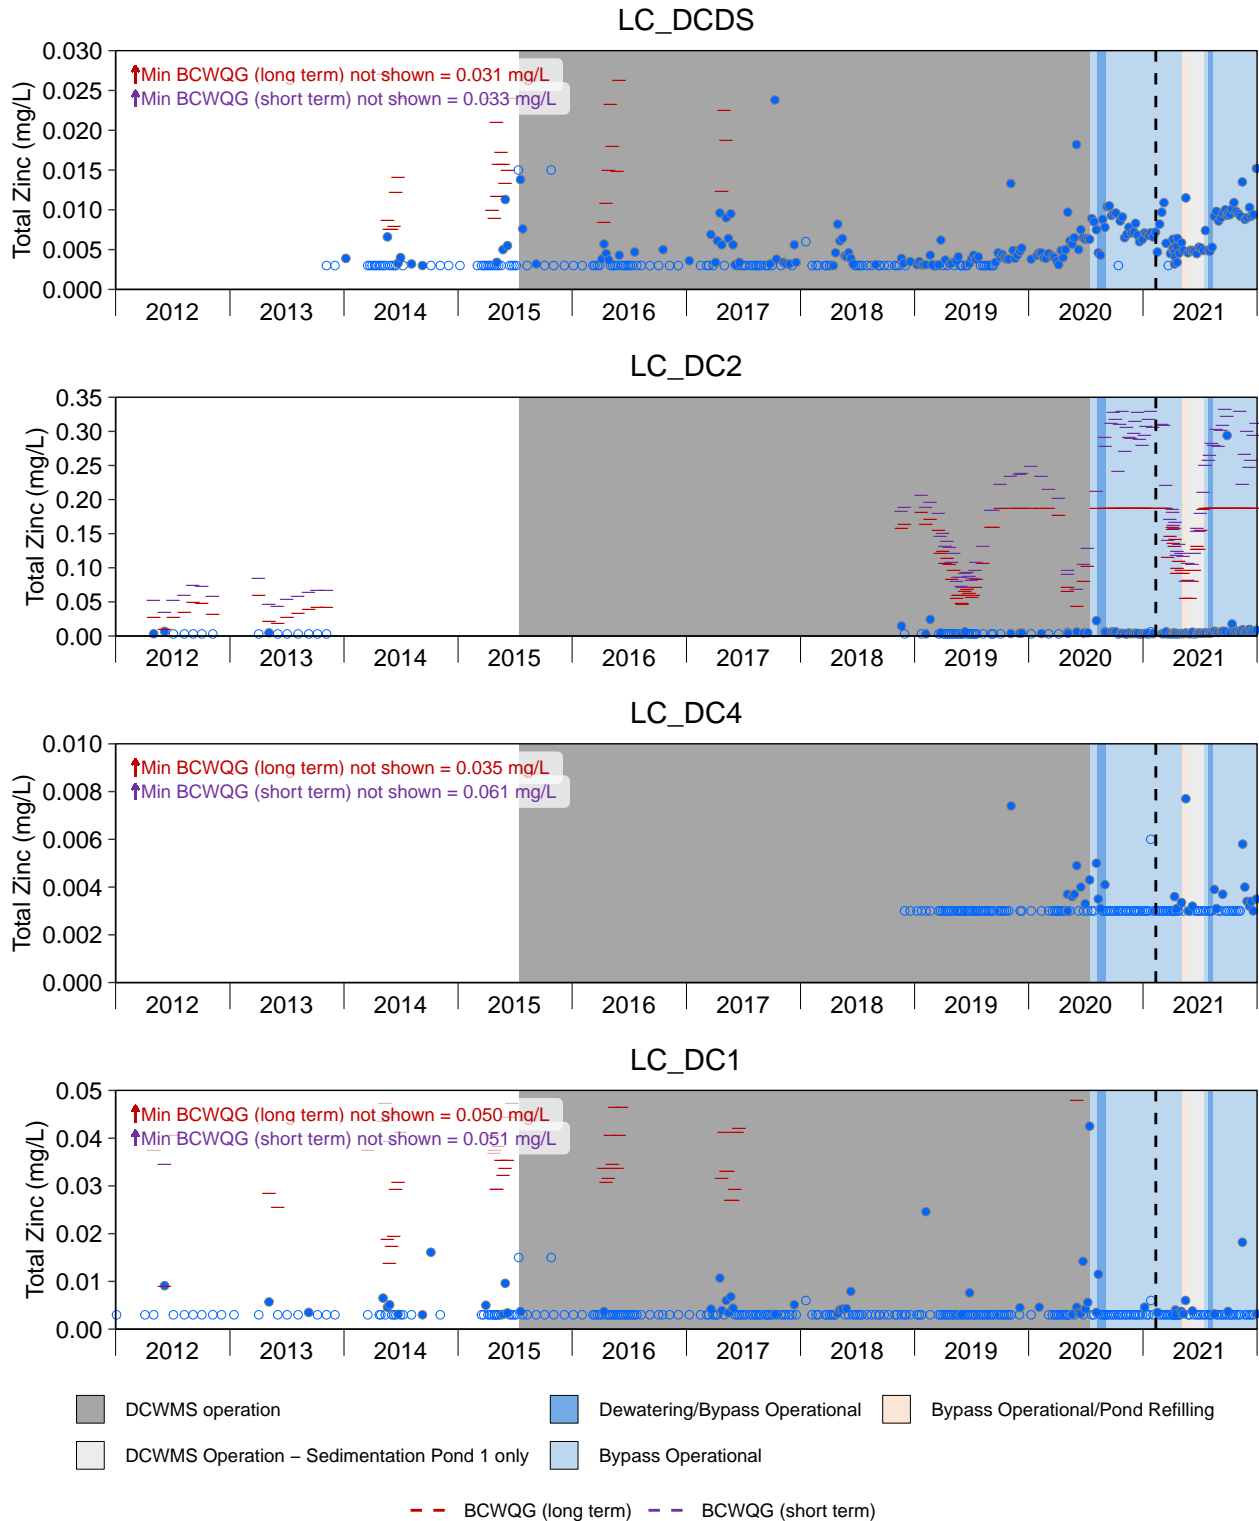 LC_DCDS
Total Zinc (mg/L)
0.030
0.025
0.020
0.015
0.010
0.005
0.000
Min BCWQG (long term) not shown = 0.031 mg/L
Min BCWQG (short term) not shown = 0.033 mg/L
2012 2013 2014 2015 2016 2017 2018 2019 2020 2021
LC_DC2
Total Zinc (mg/L)
0.35
0.30
0.25
0.20
0.15
0.10
0.05
0.00
2012 2013 2014 2015 2016 2017 2018 2019 2020 2021
LC_DC4
Total Zinc (mg/L)
0.010
0.008
0.006
0.004
0.002
0.000
Min BCWQG (long term) not shown = 0.035 mg/L
Min BCWQG (short term) not shown = 0.061 mg/L
2012 2013 2014 2015 2016 2017 2018 2019 2020 2021
LC_DC1
Total Zinc (mg/L)
0.05
0.04
0.03
0.02
0.01
0.00
Min BCWQG (long term) not shown = 0.050 mg/L
Min BCWQG (short term) not shown = 0.051 mg/L
2012 2013 2014 2015 2016 2017 2018 2019 2020 2021
DCWMS operation
Dewatering/Bypass Operational
Bypass Operational/Pond Refilling
DCWMS Operation – Sedimentation Pond 1 only
Bypass Operational
BCWQG (long term)
BCWQG (short term)